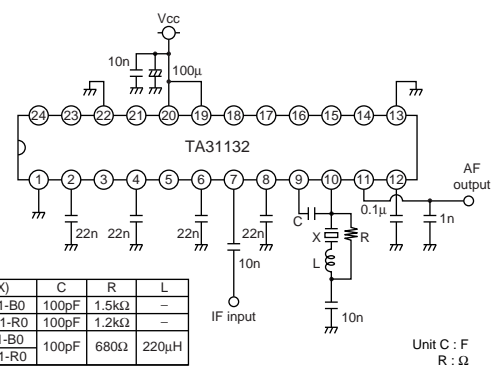 Vcc
10n
100μ
24 23 22 21 20 19 18 17 16 15 14 13
TA31132
1 2 3 4 5 6 7 8 9 10 11 12
AF
output
22n 22n 22n C 0.1μ 1n
X R
L
10n
10n
IF input
X) C R L
1-B0 100pF 1.5kΩ –
1-R0 100pF 1.2kΩ –
1-B0 100pF 680Ω 220μH
1-R0
Unit C : F
R : Ω